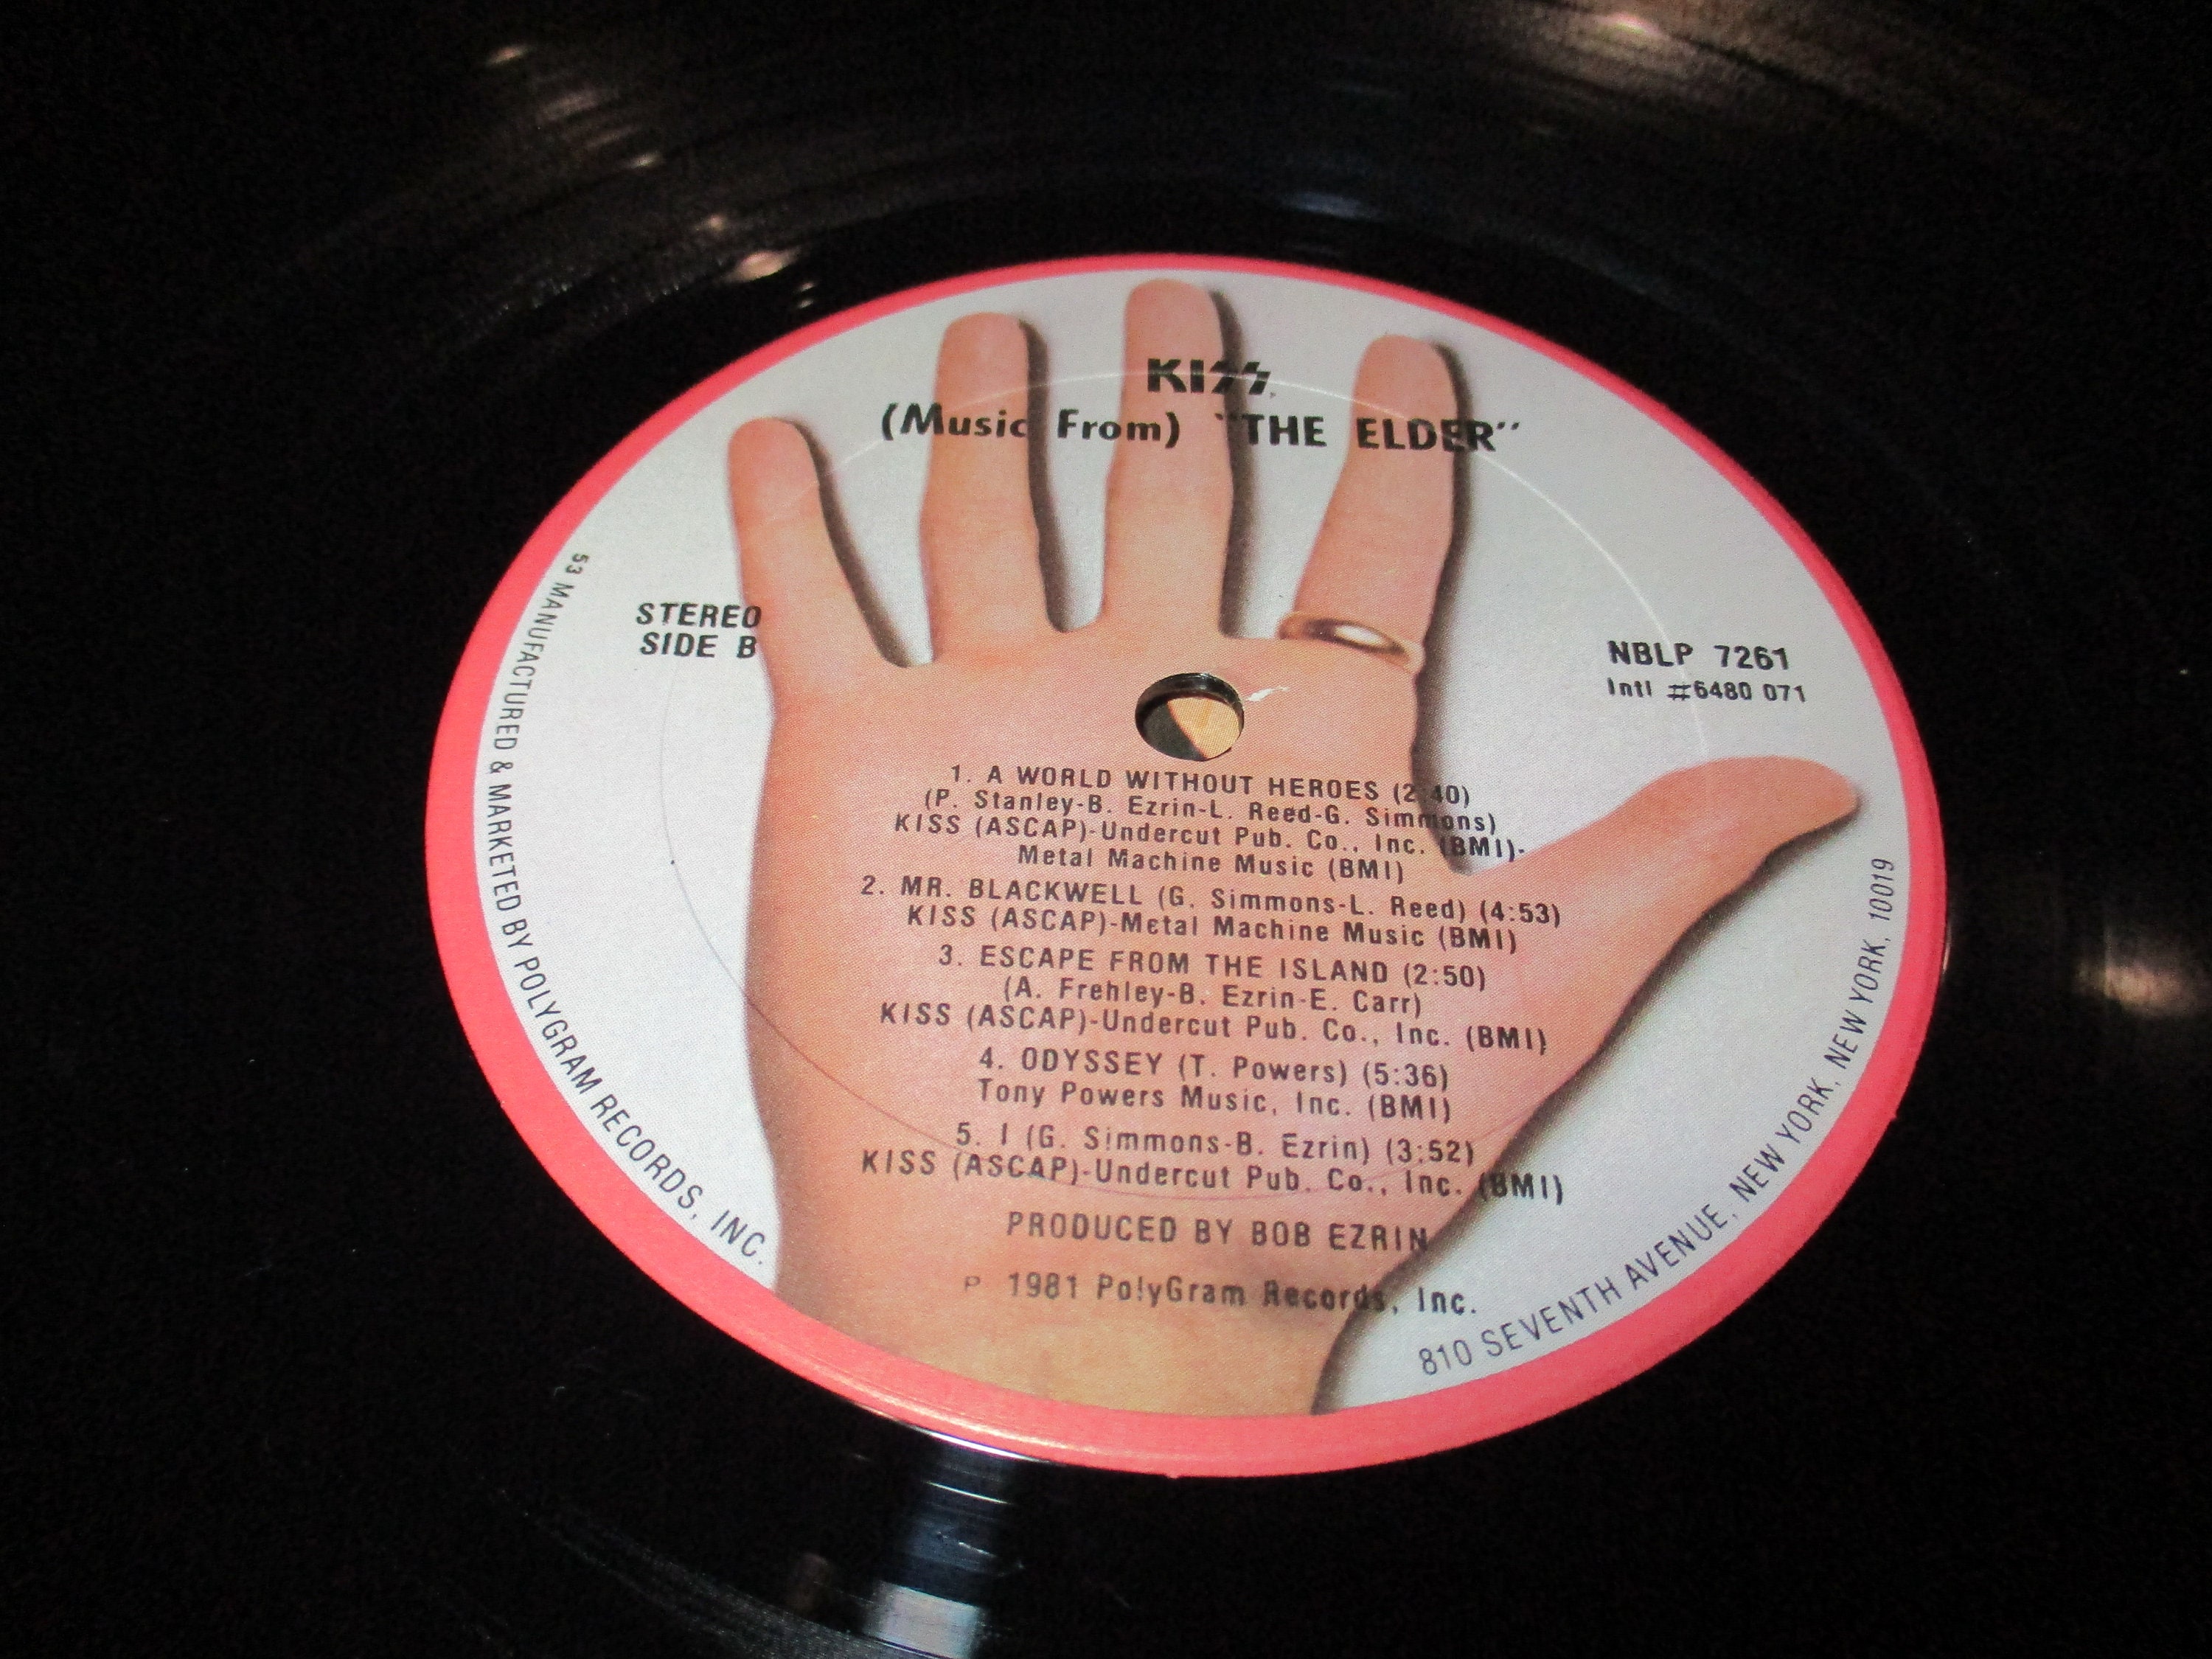 KISS
(Music From) "THE ELDER"
STEREO
SIDE B
NBLP 7261
Intl #6480 071
1. A WORLD WITHOUT HEROES (2:40)
(P. Stanley-B. Ezrin-L. Reed-G. Simmons)
KISS (ASCAP)-Undercut Pub. Co., Inc. (BMI)-
Metal Machine Music (BMI)
2. MR. BLACKWELL (G. Simmons-L. Reed) (4:53)
KISS (ASCAP)-Metal Machine Music (BMI)
3. ESCAPE FROM THE ISLAND (2:50)
(A. Frehley-B. Ezrin-E. Carr)
KISS (ASCAP)-Undercut Pub. Co., Inc. (BMI)
4. ODYSSEY (T. Powers) (5:36)
Tony Powers Music, Inc. (BMI)
5. I (G. Simmons-B. Ezrin) (3:52)
KISS (ASCAP)-Undercut Pub. Co., Inc. (BMI)
PRODUCED BY BOB EZRIN
P 1981 PolyGram Records, Inc.
53 MANUFACTURED & MARKETED BY POLYGRAM RECORDS, INC.
810 SEVENTH AVENUE, NEW YORK, NEW YORK, 10019